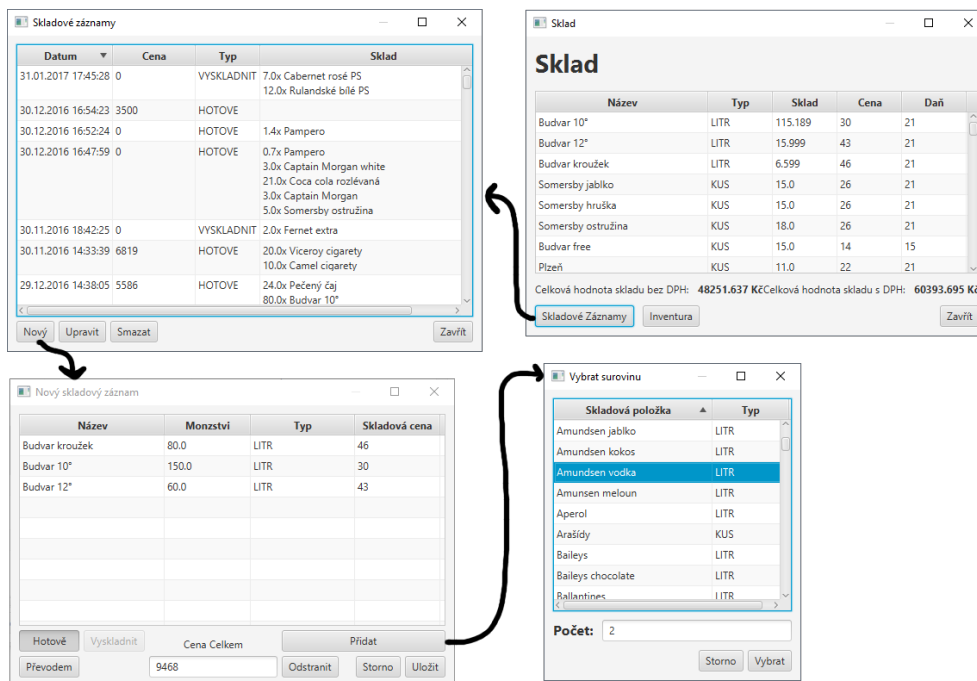 Skladové záznamy
Datum Cena Typ Sklad
31.01.2017 17:45:28 0 VYSKLADNIT 7.0x Cabernet rosé PS
12.0x Rulandské bílé PS
30.12.2016 16:54:23 3500 HOTOVE
30.12.2016 16:52:24 0 HOTOVE 1.4x Pampero
30.12.2016 16:47:59 0 HOTOVE 0.7x Pampero
3.0x Captain Morgan white
21.0x Coca cola rozlévaná
3.0x Captain Morgan
5.0x Somersby ostružina
30.11.2016 18:42:25 0 VYSKLADNIT 2.0x Fernet extra
30.11.2016 14:33:39 6819 HOTOVE 20.0x Viceroy cigarety
10.0x Camel cigarety
29.12.2016 14:38:05 5586 HOTOVE 24.0x Pečený čaj
80.0x Budvar 10°
Nový Upravit Smazat Zavřít
Sklad
Sklad
Název Typ Sklad Cena Daň
Budvar 10° LITR 115.189 30 21
Budvar 12° LITR 15.999 43 21
Budvar kroužek LITR 6.599 46 21
Somersby jablko KUS 15.0 26 21
Somersby hruška KUS 15.0 26 21
Somersby ostružina KUS 18.0 26 21
Budvar free KUS 15.0 14 15
Plzeň KUS 11.0 22 21
Celková hodnota skladu bez DPH: 48251.637 KčCelková hodnota skladu s DPH: 60393.695 Kč
Skladové Záznamy Inventura Zavřít
Nový skladový záznam
Název Monzstvi Typ Skladová cena
Budvar kroužek 80.0 LITR 46
Budvar 10° 150.0 LITR 30
Budvar 12° 60.0 LITR 43
Hotově Vyskladnit Cena Celkem Přidat
Převodem 9468 Odstranit Storno Uložit
Vybrat surovinu
Skladová položka Typ
Amundsen jablko LITR
Amundsen kokos LITR
Amundsen vodka LITR
Amunsen meloun LITR
Aperol LITR
Arašídy KUS
Baileys LITR
Baileys chocolate LITR
Ballantines LITR
Počet: 2
Storno Vybrat